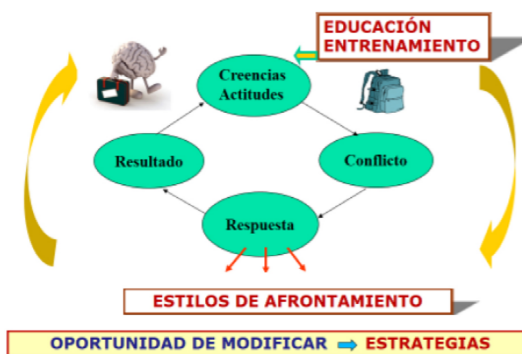 EDUCACIÓN
ENTRENAMIENTO
Creencias
Actitudes
Resultado
Conflicto
Respuesta
ESTILOS DE AFRONTAMIENTO
OPORTUNIDAD DE MODIFICAR ESTRATEGIAS